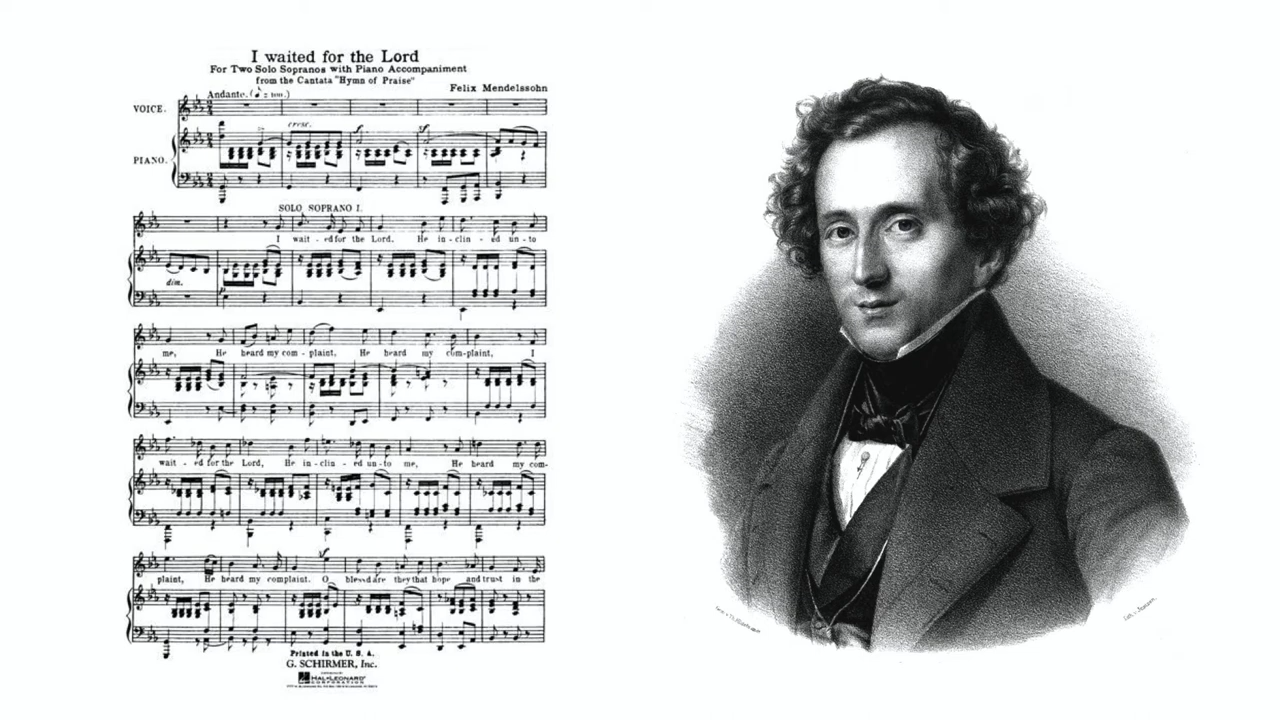 I waited for the Lord
For Two Solo Sopranos with Piano Accompaniment
from the Cantata "Hymn of Praise"
Felix Mendelssohn
Andante.
VOICE.
cresc.
PIANO.
SOLO SOPRANO I.
I wait - ed for the Lord, He in - clin - ed un - to
dim.
me, He heard my com - plaint, He heard my com - plaint, I
wait - ed for the Lord, He in - clin - ed un - to me, He heard my com-
plaint, He heard my complaint. O bless'd are they that hope and trust in the
Printed in the U. S. A.
G. SCHIRMER, Inc.
HAL•LEONARD
CORPORATION